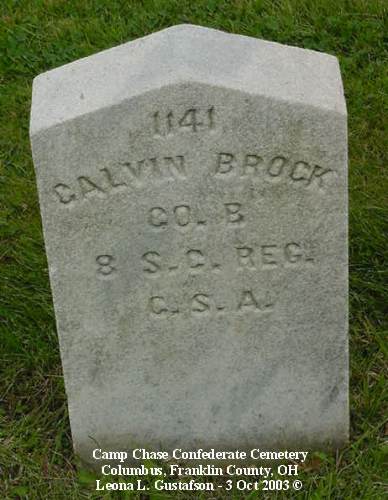 1141
CALVIN BROCK
CO. B
8 S.C. REG.
C.S.A.
Camp Chase Confederate Cemetery
Columbus, Franklin County, OH
Leona L. Gustafson - 3 Oct 2003 ©